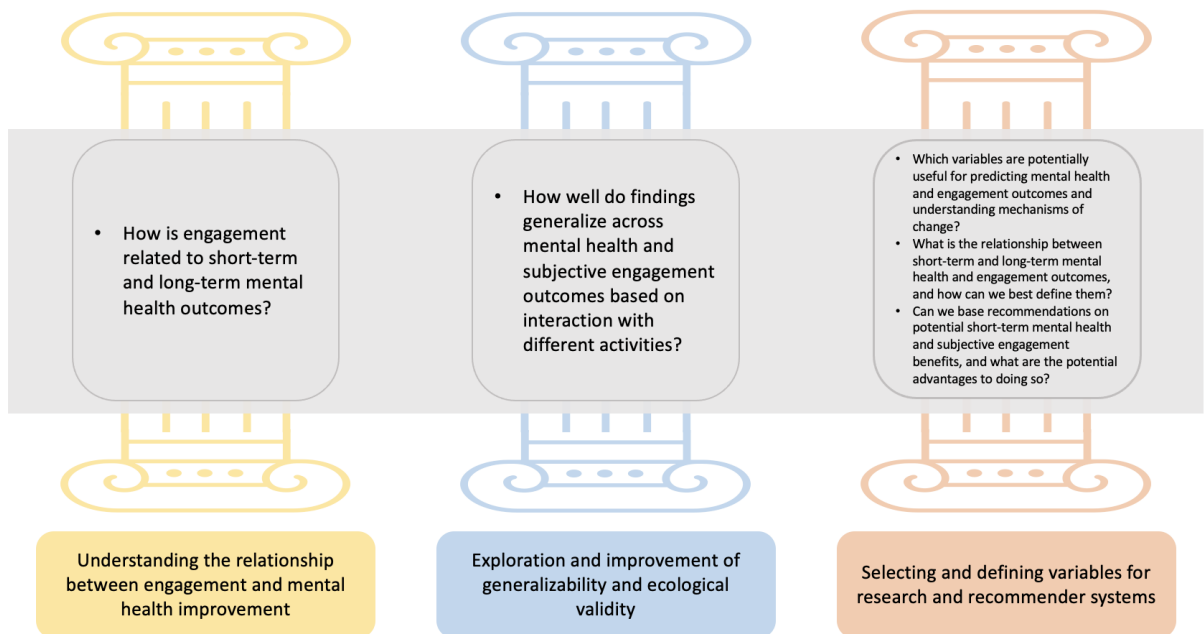 • How is engagement
related to short-term
and long-term mental
health outcomes?
• How well do findings
generalize across
mental health and
subjective engagement
outcomes based on
interaction with
different activities?
• Which variables are potentially
useful for predicting mental health
and engagement outcomes and
understanding mechanisms of
change?
• What is the relationship between
short-term and long-term mental
health and engagement outcomes,
and how can we best define them?
• Can we base recommendations on
potential short-term mental health
and subjective engagement
benefits, and what are the potential
advantages to doing so?
Understanding the relationship
between engagement and mental
health improvement
Exploration and improvement of
generalizability and ecological
validity
Selecting and defining variables for
research and recommender systems